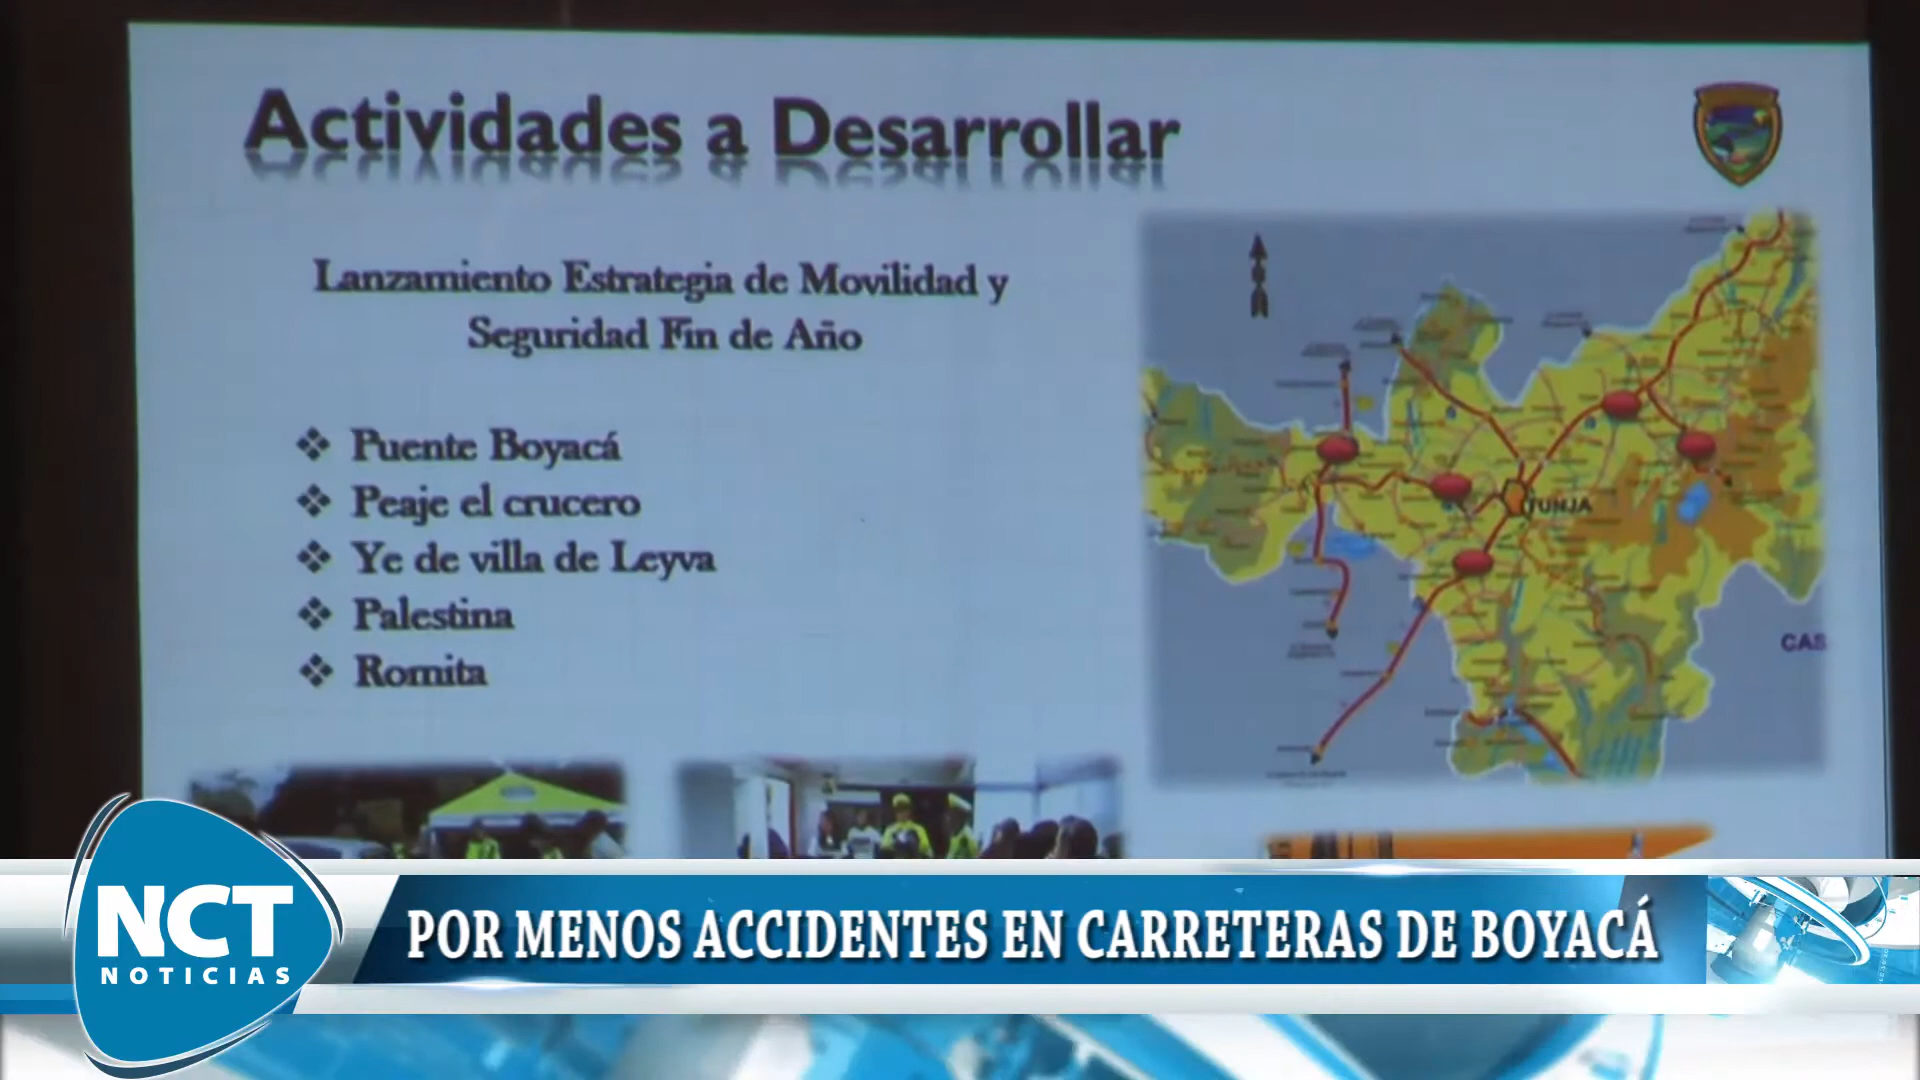 Actividades a Desarrollar
Lanzamiento Estrategia de Movilidad y
Seguridad Fin de Año
❖ Puente Boyacá
❖ Peaje el crucero
❖ Ye de villa de Leyva
❖ Palestina
❖ Romita
TUNJA
CAS
NCT
NOTICIAS
POR MENOS ACCIDENTES EN CARRETERAS DE BOYACÁ